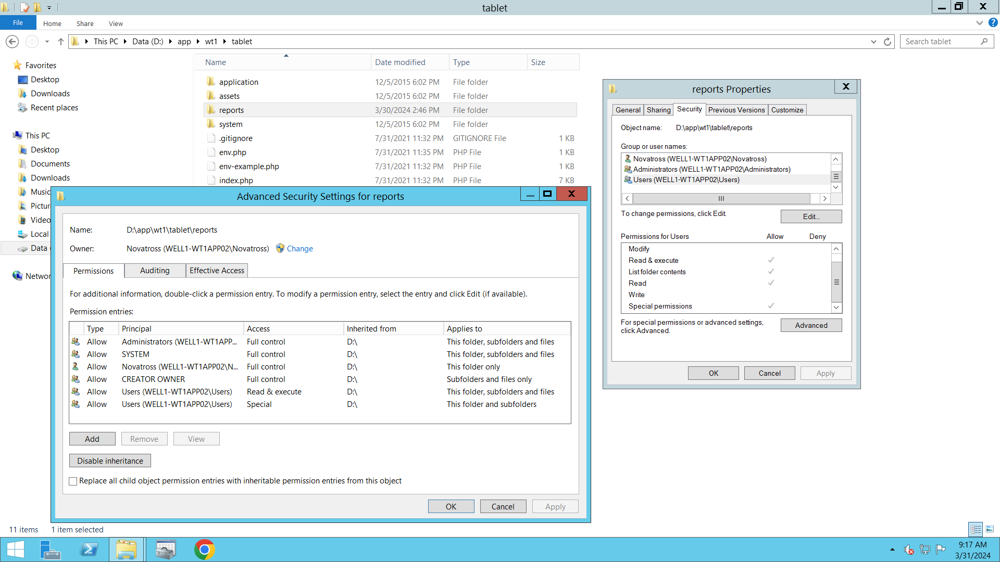 tablet
File
Home
Share
View
This PC
Data (D:)
app
wt1
tablet
Search tablet
Favorites
Desktop
Downloads
Recent places
This PC
Desktop
Documents
Downloads
Music
Pictur
Video
Local
Data
Networ
Name
Date modified
Type
Size
application 12/5/2015 6:02 PM File folder
assets 12/5/2015 6:02 PM File folder
reports 3/30/2024 2:46 PM File folder
system 12/5/2015 6:02 PM File folder
.gitignore 7/31/2021 11:32 PM GITIGNORE File 1 KB
env.php 7/31/2021 11:35 PM PHP File 1 KB
env-example.php 7/31/2021 11:32 PM PHP File 1 KB
index.php 7/31/2021 11:32 PM PHP File 7 KB
reports Properties
General
Sharing
Security
Previous Versions
Customize
Object name: D:\app\wt1\tablet\reports
Group or user names:
Novatross (WELL1-WT1APP02\Novatross)
Administrators (WELL1-WT1APP02\Administrators)
Users (WELL1-WT1APP02\Users)
To change permissions, click Edit.
Edit...
Permissions for Users Allow Deny
Modify
Read & execute
List folder contents
Read
Write
Special permissions
For special permissions or advanced settings,
click Advanced.
Advanced
OK
Cancel
Apply
Advanced Security Settings for reports
Name: D:\app\wt1\tablet\reports
Owner: Novatross (WELL1-WT1APP02\Novatross) Change
Permissions
Auditing
Effective Access
For additional information, double-click a permission entry. To modify a permission entry, select the entry and click Edit (if available).
Permission entries:
Type Principal Access Inherited from Applies to
Allow Administrators (WELL1-WT1APP... Full control D:\ This folder, subfolders and files
Allow SYSTEM Full control D:\ This folder, subfolders and files
Allow Novatross (WELL1-WT1APP02\N... Full control D:\ This folder only
Allow CREATOR OWNER Full control D:\ Subfolders and files only
Allow Users (WELL1-WT1APP02\Users) Read & execute D:\ This folder, subfolders and files
Allow Users (WELL1-WT1APP02\Users) Special D:\ This folder and subfolders
Add
Remove
View
Disable inheritance
Replace all child object permission entries with inheritable permission entries from this object
OK
Cancel
Apply
11 items
1 item selected
9:17 AM
3/31/2024